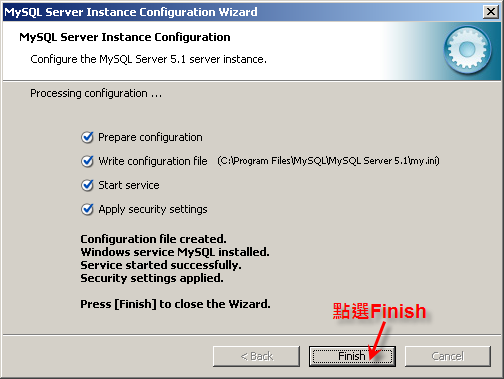 MySQL Server Instance Configuration Wizard
MySQL Server Instance Configuration
Configure the MySQL Server 5.1 server instance.
Processing configuration ...
Prepare configuration
Write configuration file (C:\Program Files\MySQL\MySQL Server 5.1\my.ini)
Start service
Apply security settings
Configuration file created.
Windows service MySQL installed.
Service started successfully.
Security settings applied.
Press [Finish] to close the Wizard.
點選Finish
< Back Finish Cancel